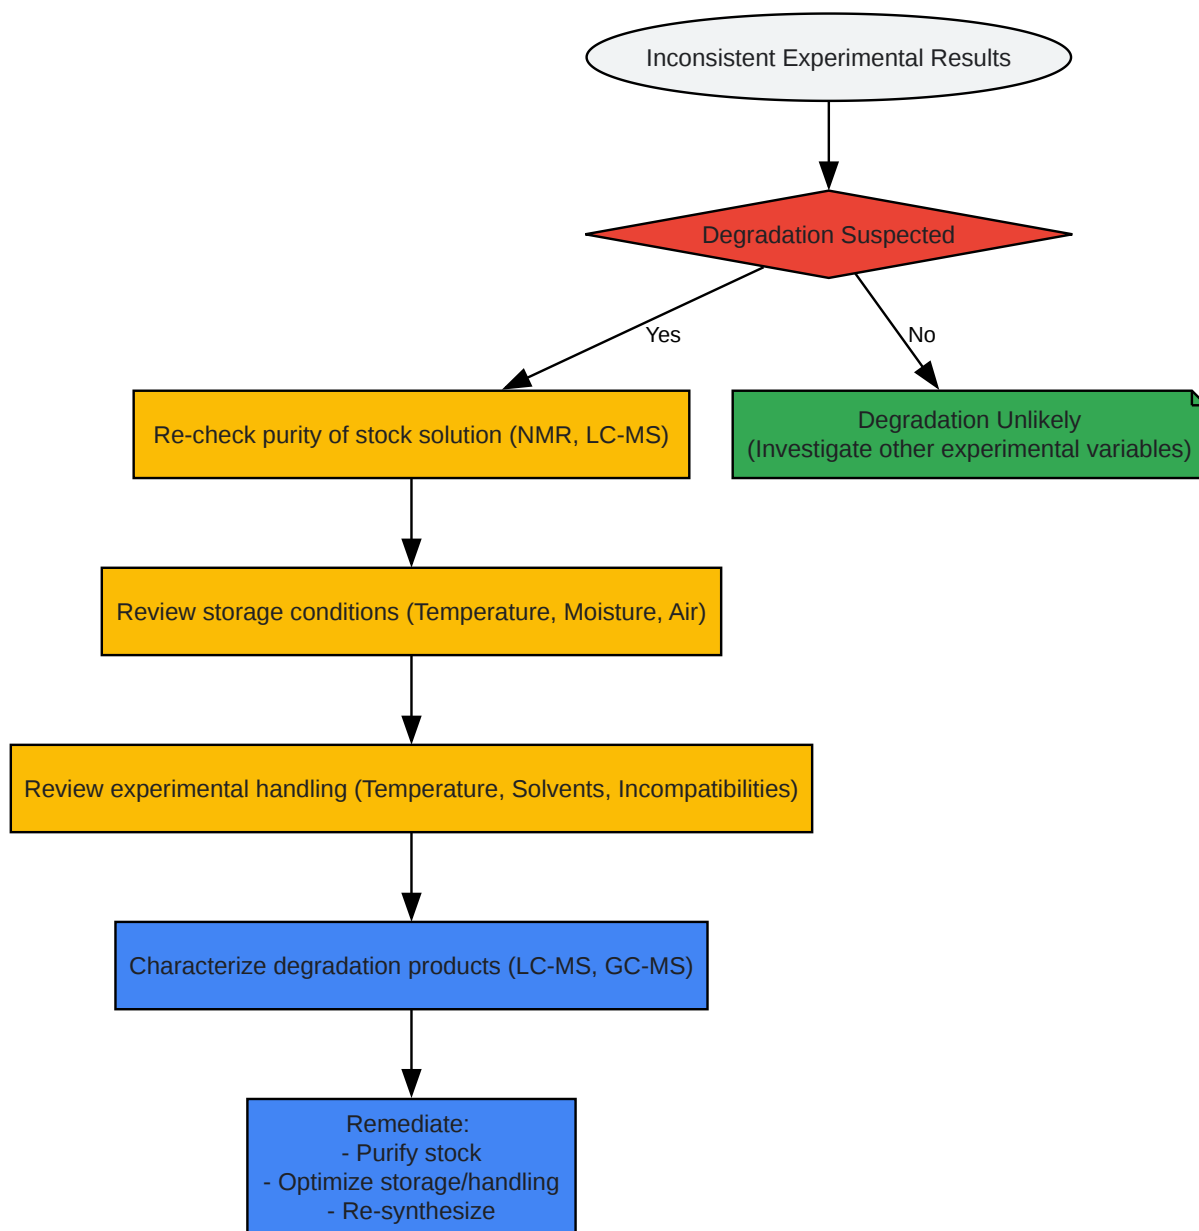 Inconsistent Experimental Results
Degradation Suspected
Yes
No
Re-check purity of stock solution (NMR, LC-MS)
Degradation Unlikely
(Investigate other experimental variables)
Review storage conditions (Temperature, Moisture, Air)
Review experimental handling (Temperature, Solvents, Incompatibilities)
Characterize degradation products (LC-MS, GC-MS)
Remediate:
- Purify stock
- Optimize storage/handling
- Re-synthesize